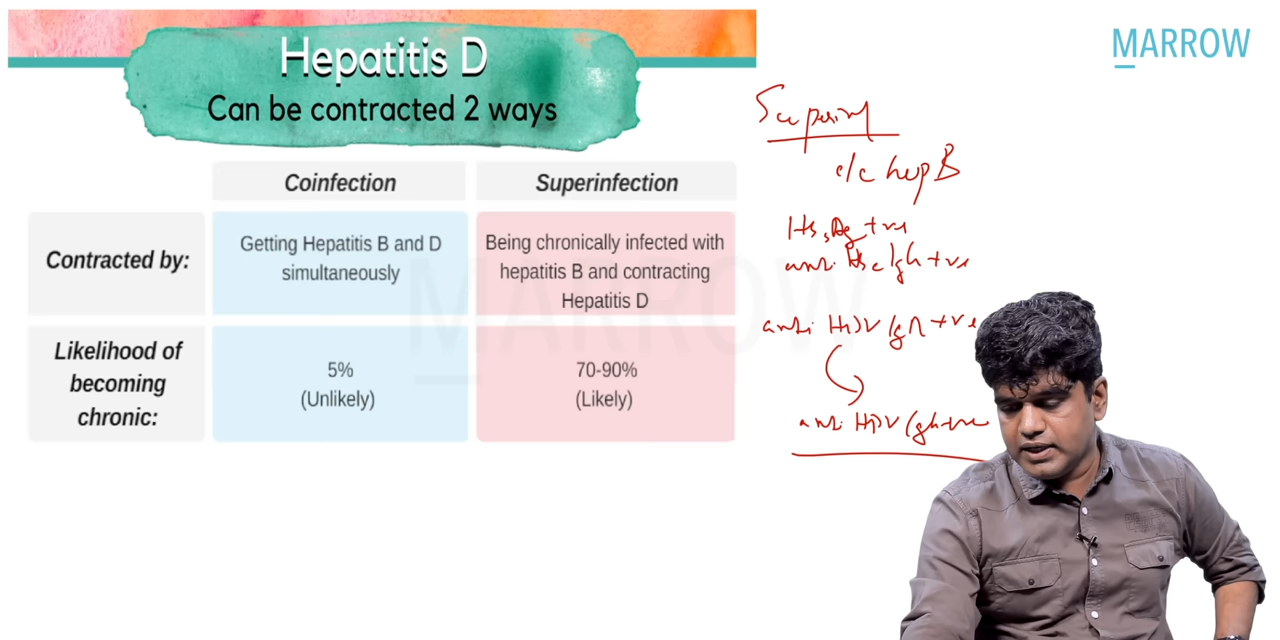 MARROW
Hepatitis D
Can be contracted 2 ways
Coinfection
Superinfection
Contracted by:
Getting Hepatitis B and D
simultaneously
Being chronically infected with
hepatitis B and contracting
Hepatitis D
Likelihood of
becoming
chronic:
5%
(Unlikely)
70-90%
(Likely)
MARROW
c/c hep B
HBsAg +ve
anti HBc IgG +ve
anti HDV IgM +ve
anti HDV IgG +ve